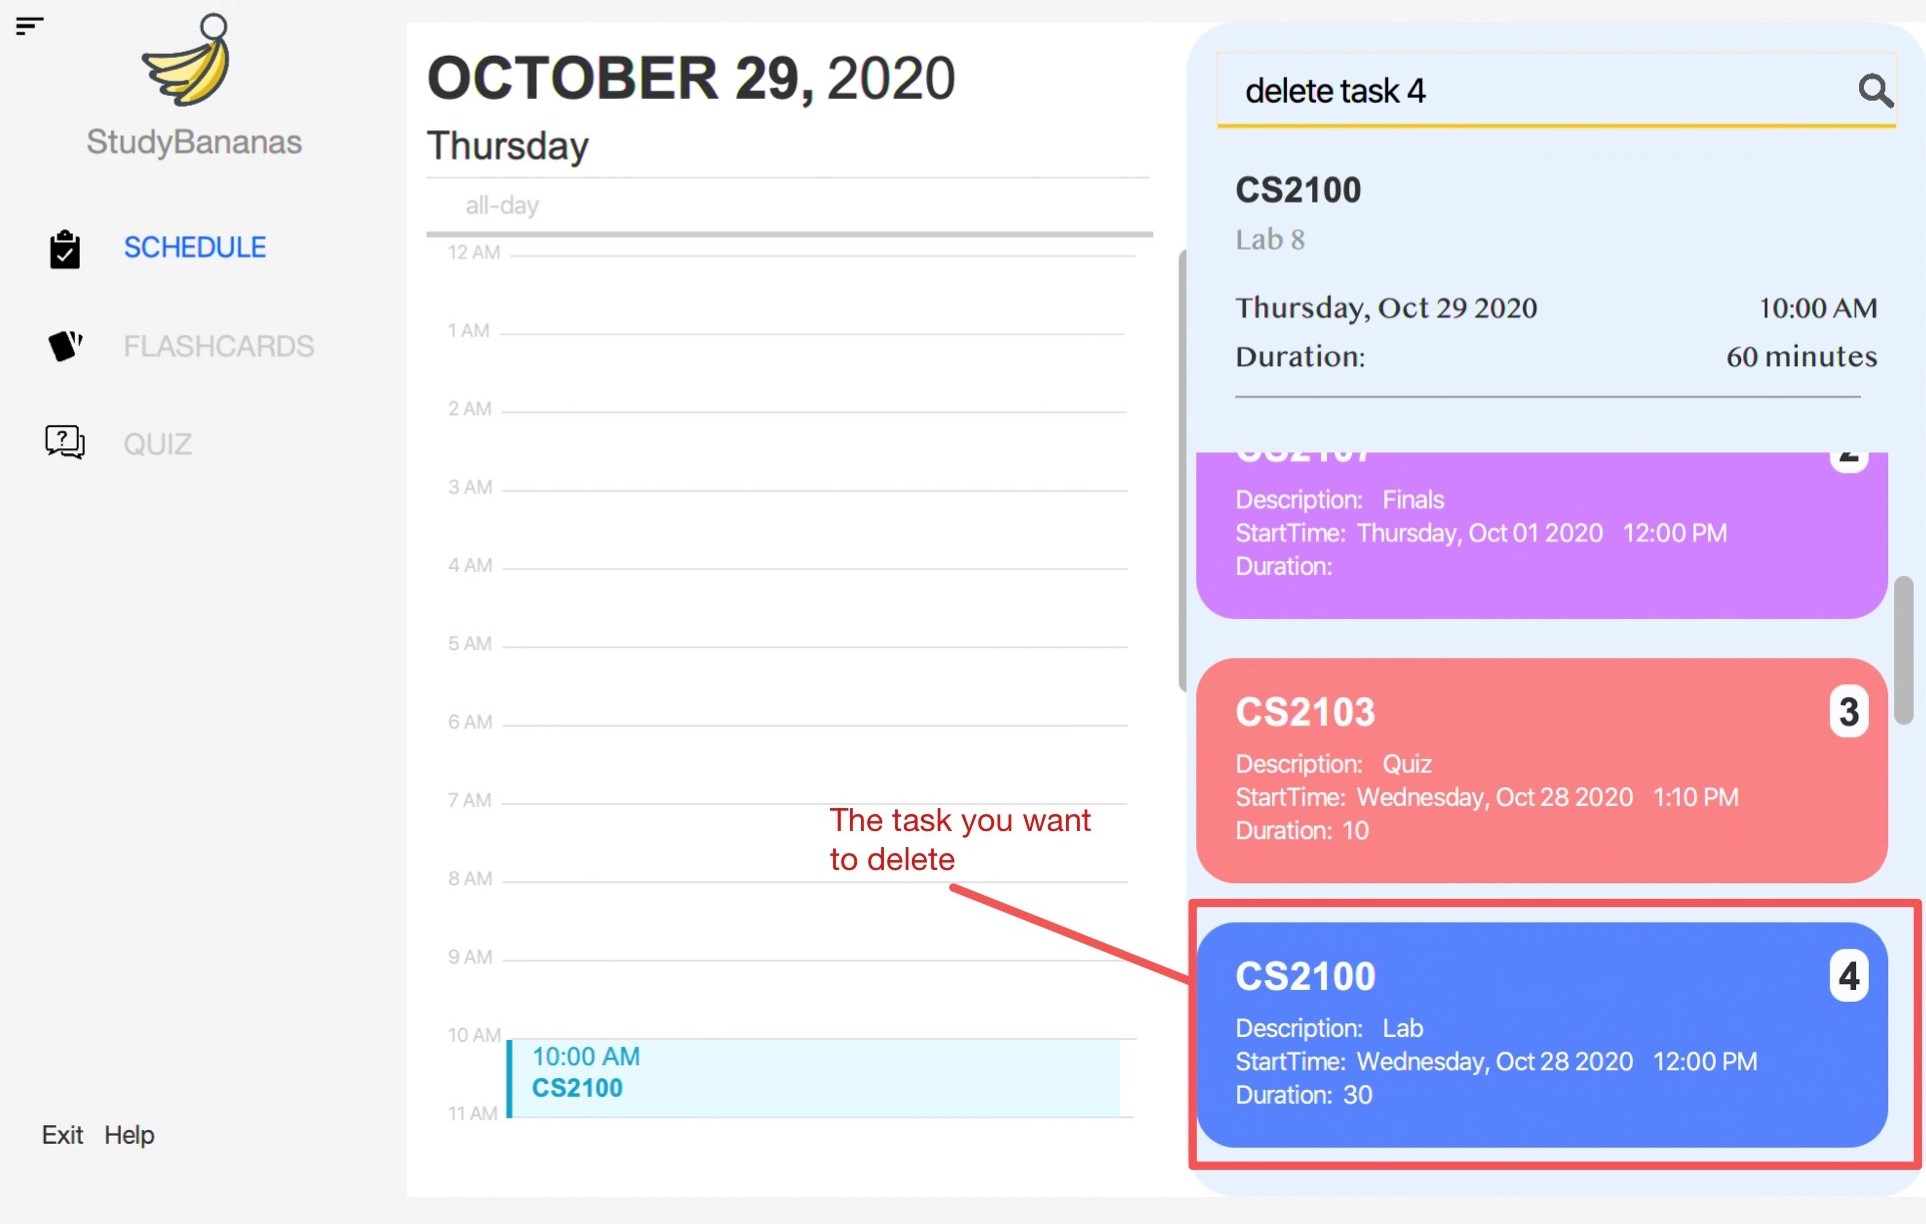 StudyBananas
SCHEDULE
FLASHCARDS
QUIZ
Exit Help
OCTOBER 29, 2020
Thursday
all-day
12 AM
1 AM
2 AM
3 AM
4 AM
5 AM
6 AM
7 AM
8 AM
9 AM
10 AM
10:00 AM
CS2100
11 AM
The task you want
to delete
delete task 4
CS2100
Lab 8
Thursday, Oct 29 2020 10:00 AM
Duration: 60 minutes
CS2107 2
Description: Finals
StartTime: Thursday, Oct 01 2020 12:00 PM
Duration:
CS2103 3
Description: Quiz
StartTime: Wednesday, Oct 28 2020 1:10 PM
Duration: 10
CS2100 4
Description: Lab
StartTime: Wednesday, Oct 28 2020 12:00 PM
Duration: 30